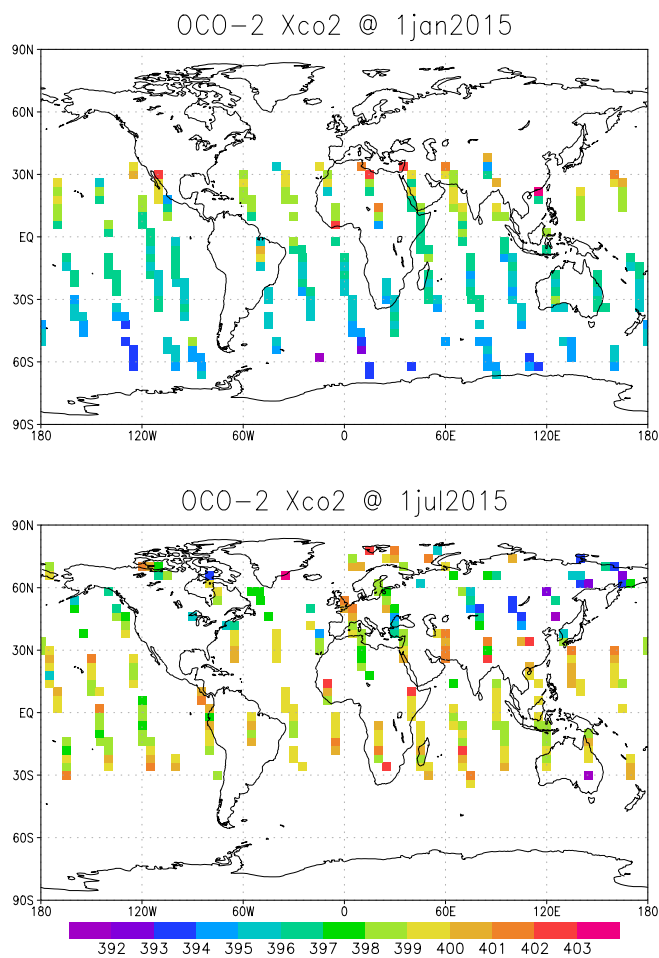 OCO-2 Xco2 @ 1jan2015
90N
60N
30N
EQ
30S
60S
90S
180 120W 60W 0 60E 120E 180
OCO-2 Xco2 @ 1jul2015
90N
60N
30N
EQ
30S
60S
90S
180 120W 60W 0 60E 120E 180
392 393 394 395 396 397 398 399 400 401 402 403